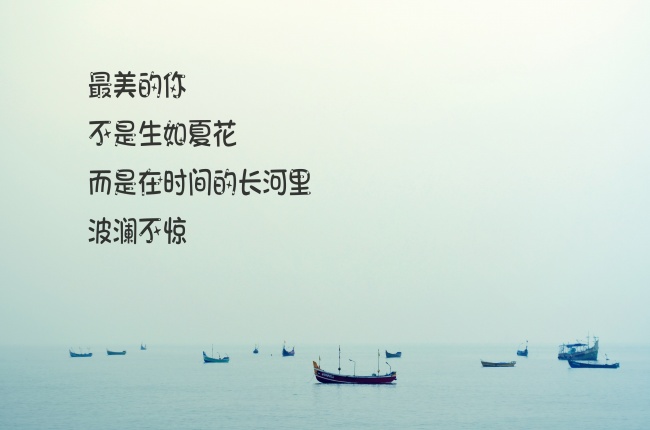 最美的你
不是生如夏花
而是在时间的长河里
波澜不惊